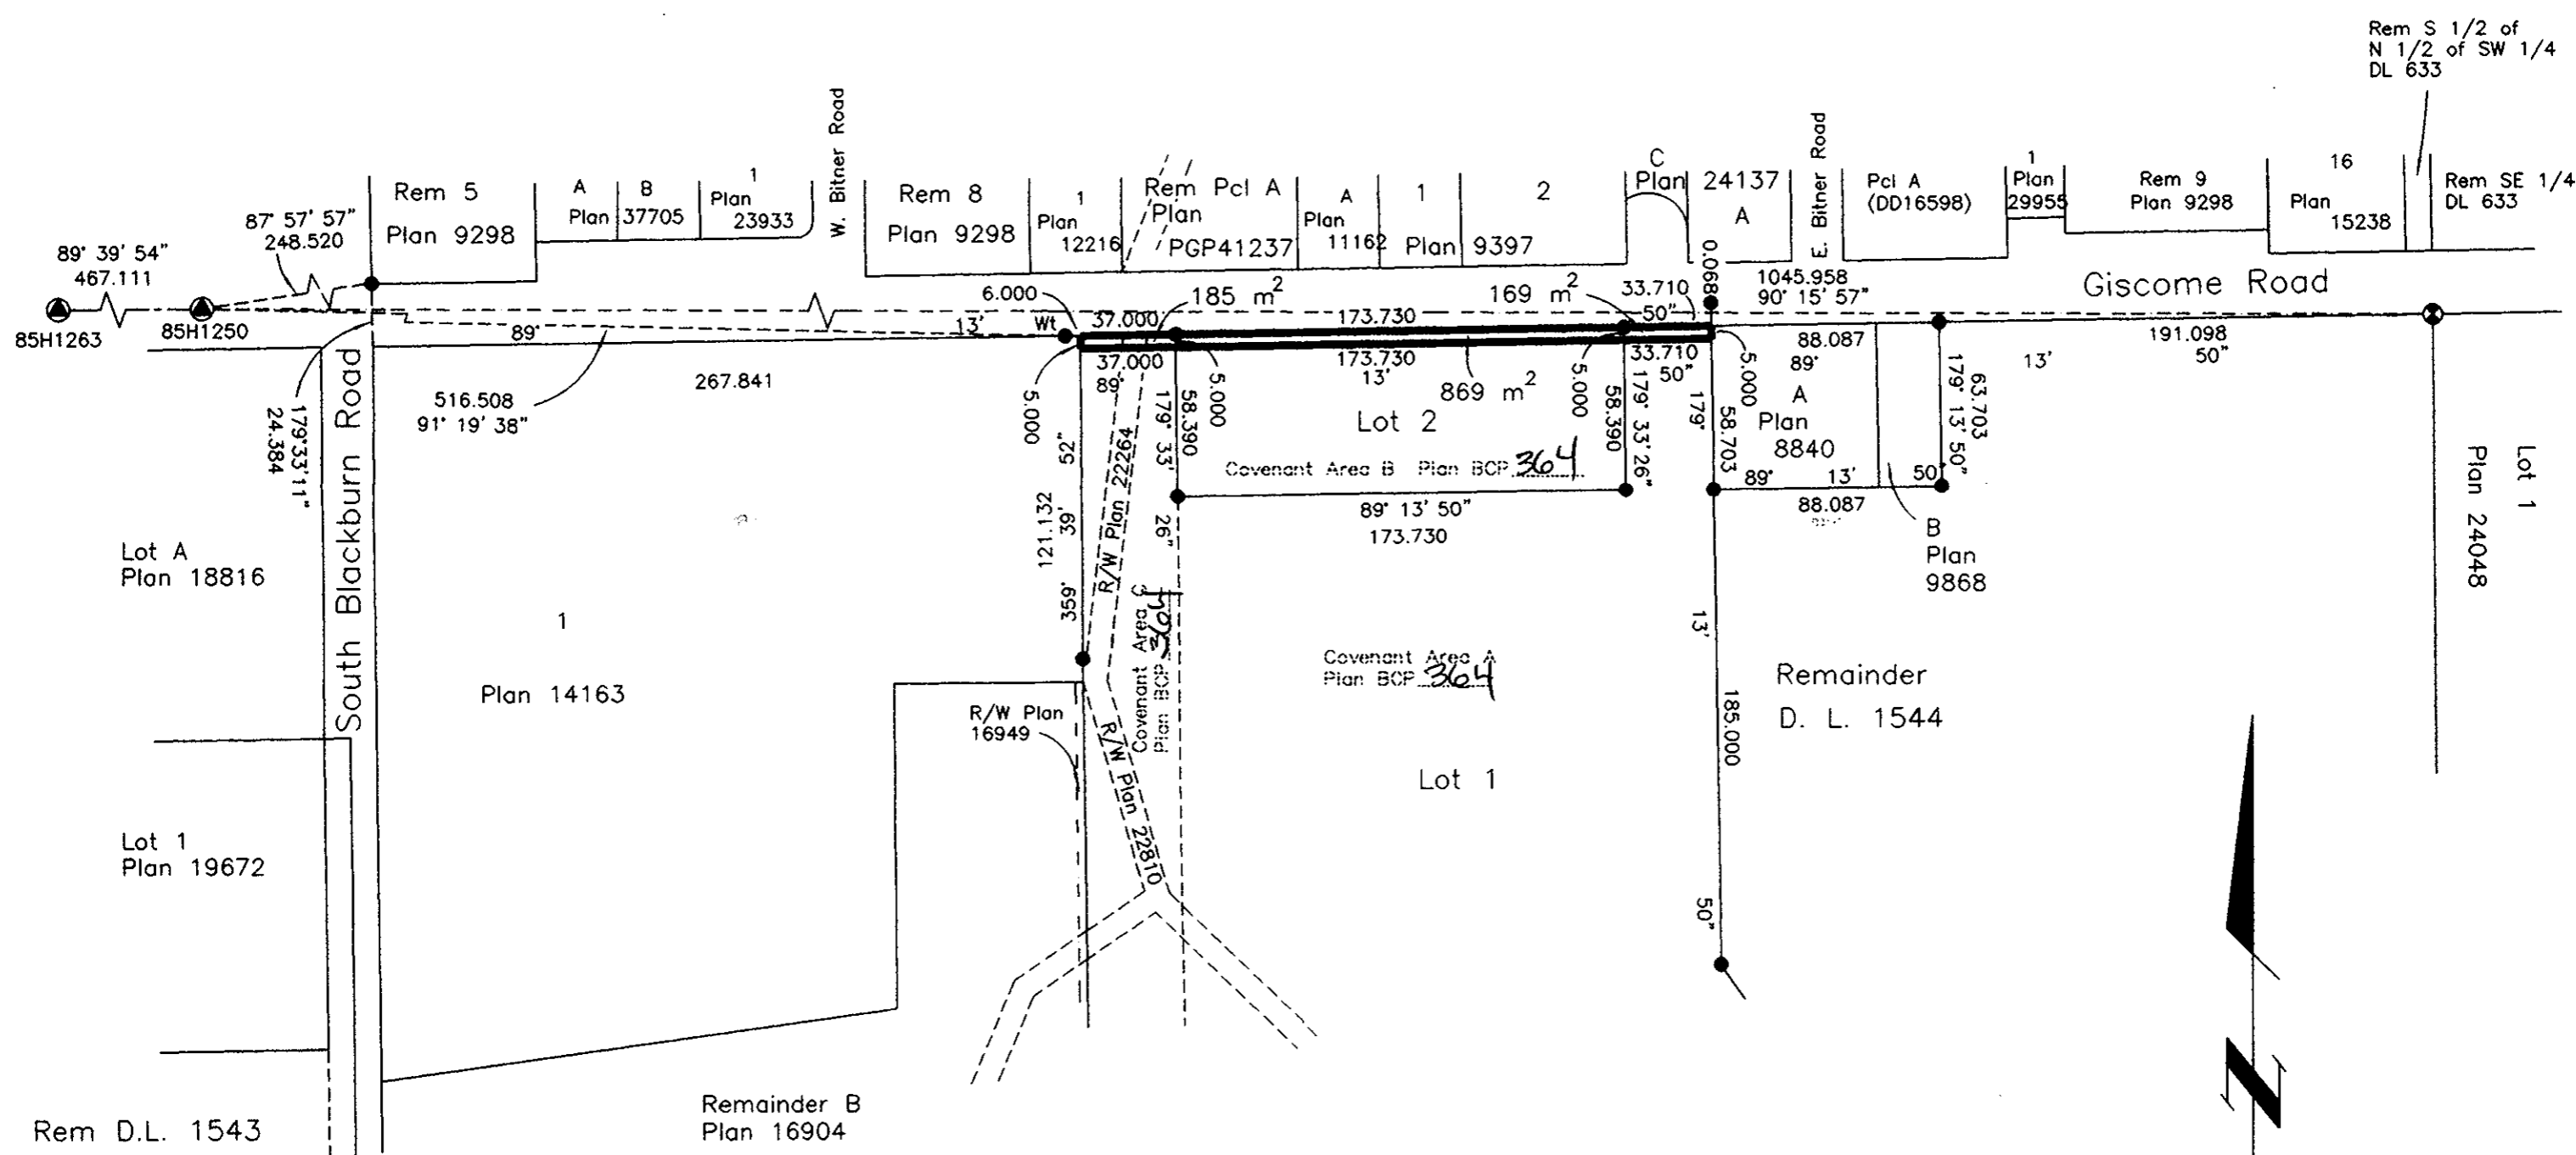 Rem S 1/2 of
N 1/2 of SW 1/4
DL 633
W. Bitner Road
E. Bitner Road
Rem 5
Plan 9298
A
B
Plan 37705
1
Plan
23933
Rem 8
Plan 9298
1
Plan
12216
Rem Pcl A
Plan
PGP41237
A
Plan
11162
1
2
Plan 9397
C
Plan 24137
A
Pcl A
(DD16598)
1
Plan
29955
Rem 9
Plan 9298
16
Plan
15238
Rem SE 1/4
DL 633
87° 57' 57"
248.520
89° 39' 54"
467.111
85H1263
85H1250
6.000
185 m²
169 m²
33.710
0.068
1045.958
90° 15' 57"
Giscome Road
89°
13'
Wt
37.000
173.730
50"
37.000
173.730
33.710
88.087
191.098
89°
13'
50"
89°
13'
50"
267.841
516.508
91° 19' 38"
179°33'11"
24.384
South Blackburn Road
5.000
5.000
869 m²
5.000
5.000
Lot 2
Covenant Area B Plan BCP 364
58.390
179° 33' 26"
58.390
179° 33' 26"
58.703
179° 13' 50"
185.000
A
Plan
8840
89° 13' 50"
88.087
63.703
179° 13' 50"
B
Plan
9868
Lot 1
Plan 24048
89° 13' 50"
173.730
121.132
359° 39' 52"
R/W Plan 22264
Covenant Area C
Plan BCP 364
Covenant Area A
Plan BCP 364
Lot A
Plan 18816
1
Plan 14163
R/W Plan
16949
R/W Plan 22810
Lot 1
Remainder
D. L. 1544
Lot 1
Plan 19672
Rem D.L. 1543
Remainder B
Plan 16904
N